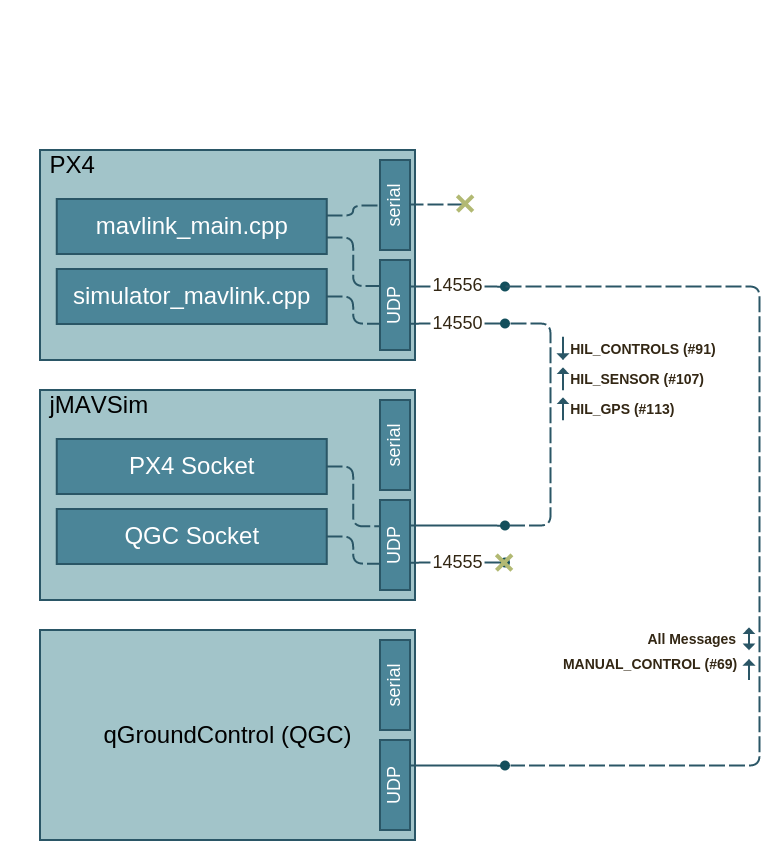 PX4
serial
mavlink_main.cpp
simulator_mavlink.cpp
UDP
14556
14550
HIL_CONTROLS (#91)
HIL_SENSOR (#107)
HIL_GPS (#113)
jMAVSim
serial
PX4 Socket
QGC Socket
UDP
14555
All Messages
MANUAL_CONTROL (#69)
serial
qGroundControl (QGC)
UDP